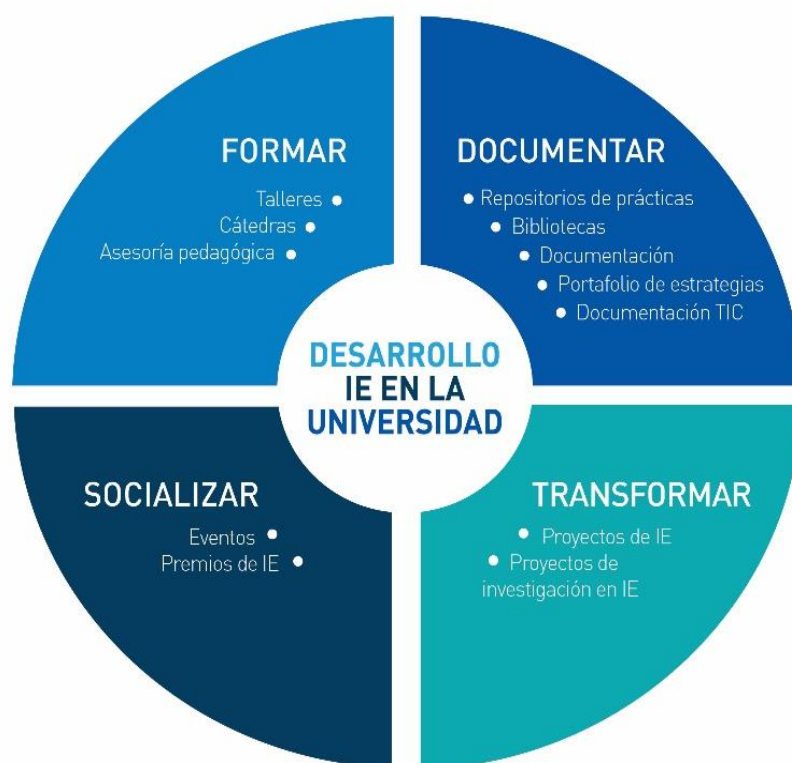 FORMAR
Talleres
Cátedras
Asesoría pedagógica
DOCUMENTAR
Repositorios de prácticas
Bibliotecas
Documentación
Portafolio de estrategias
Documentación TIC
DESARROLLO
IE EN LA
UNIVERSIDAD
SOCIALIZAR
Eventos
Premios de IE
TRANSFORMAR
Proyectos de IE
Proyectos de
investigación en IE